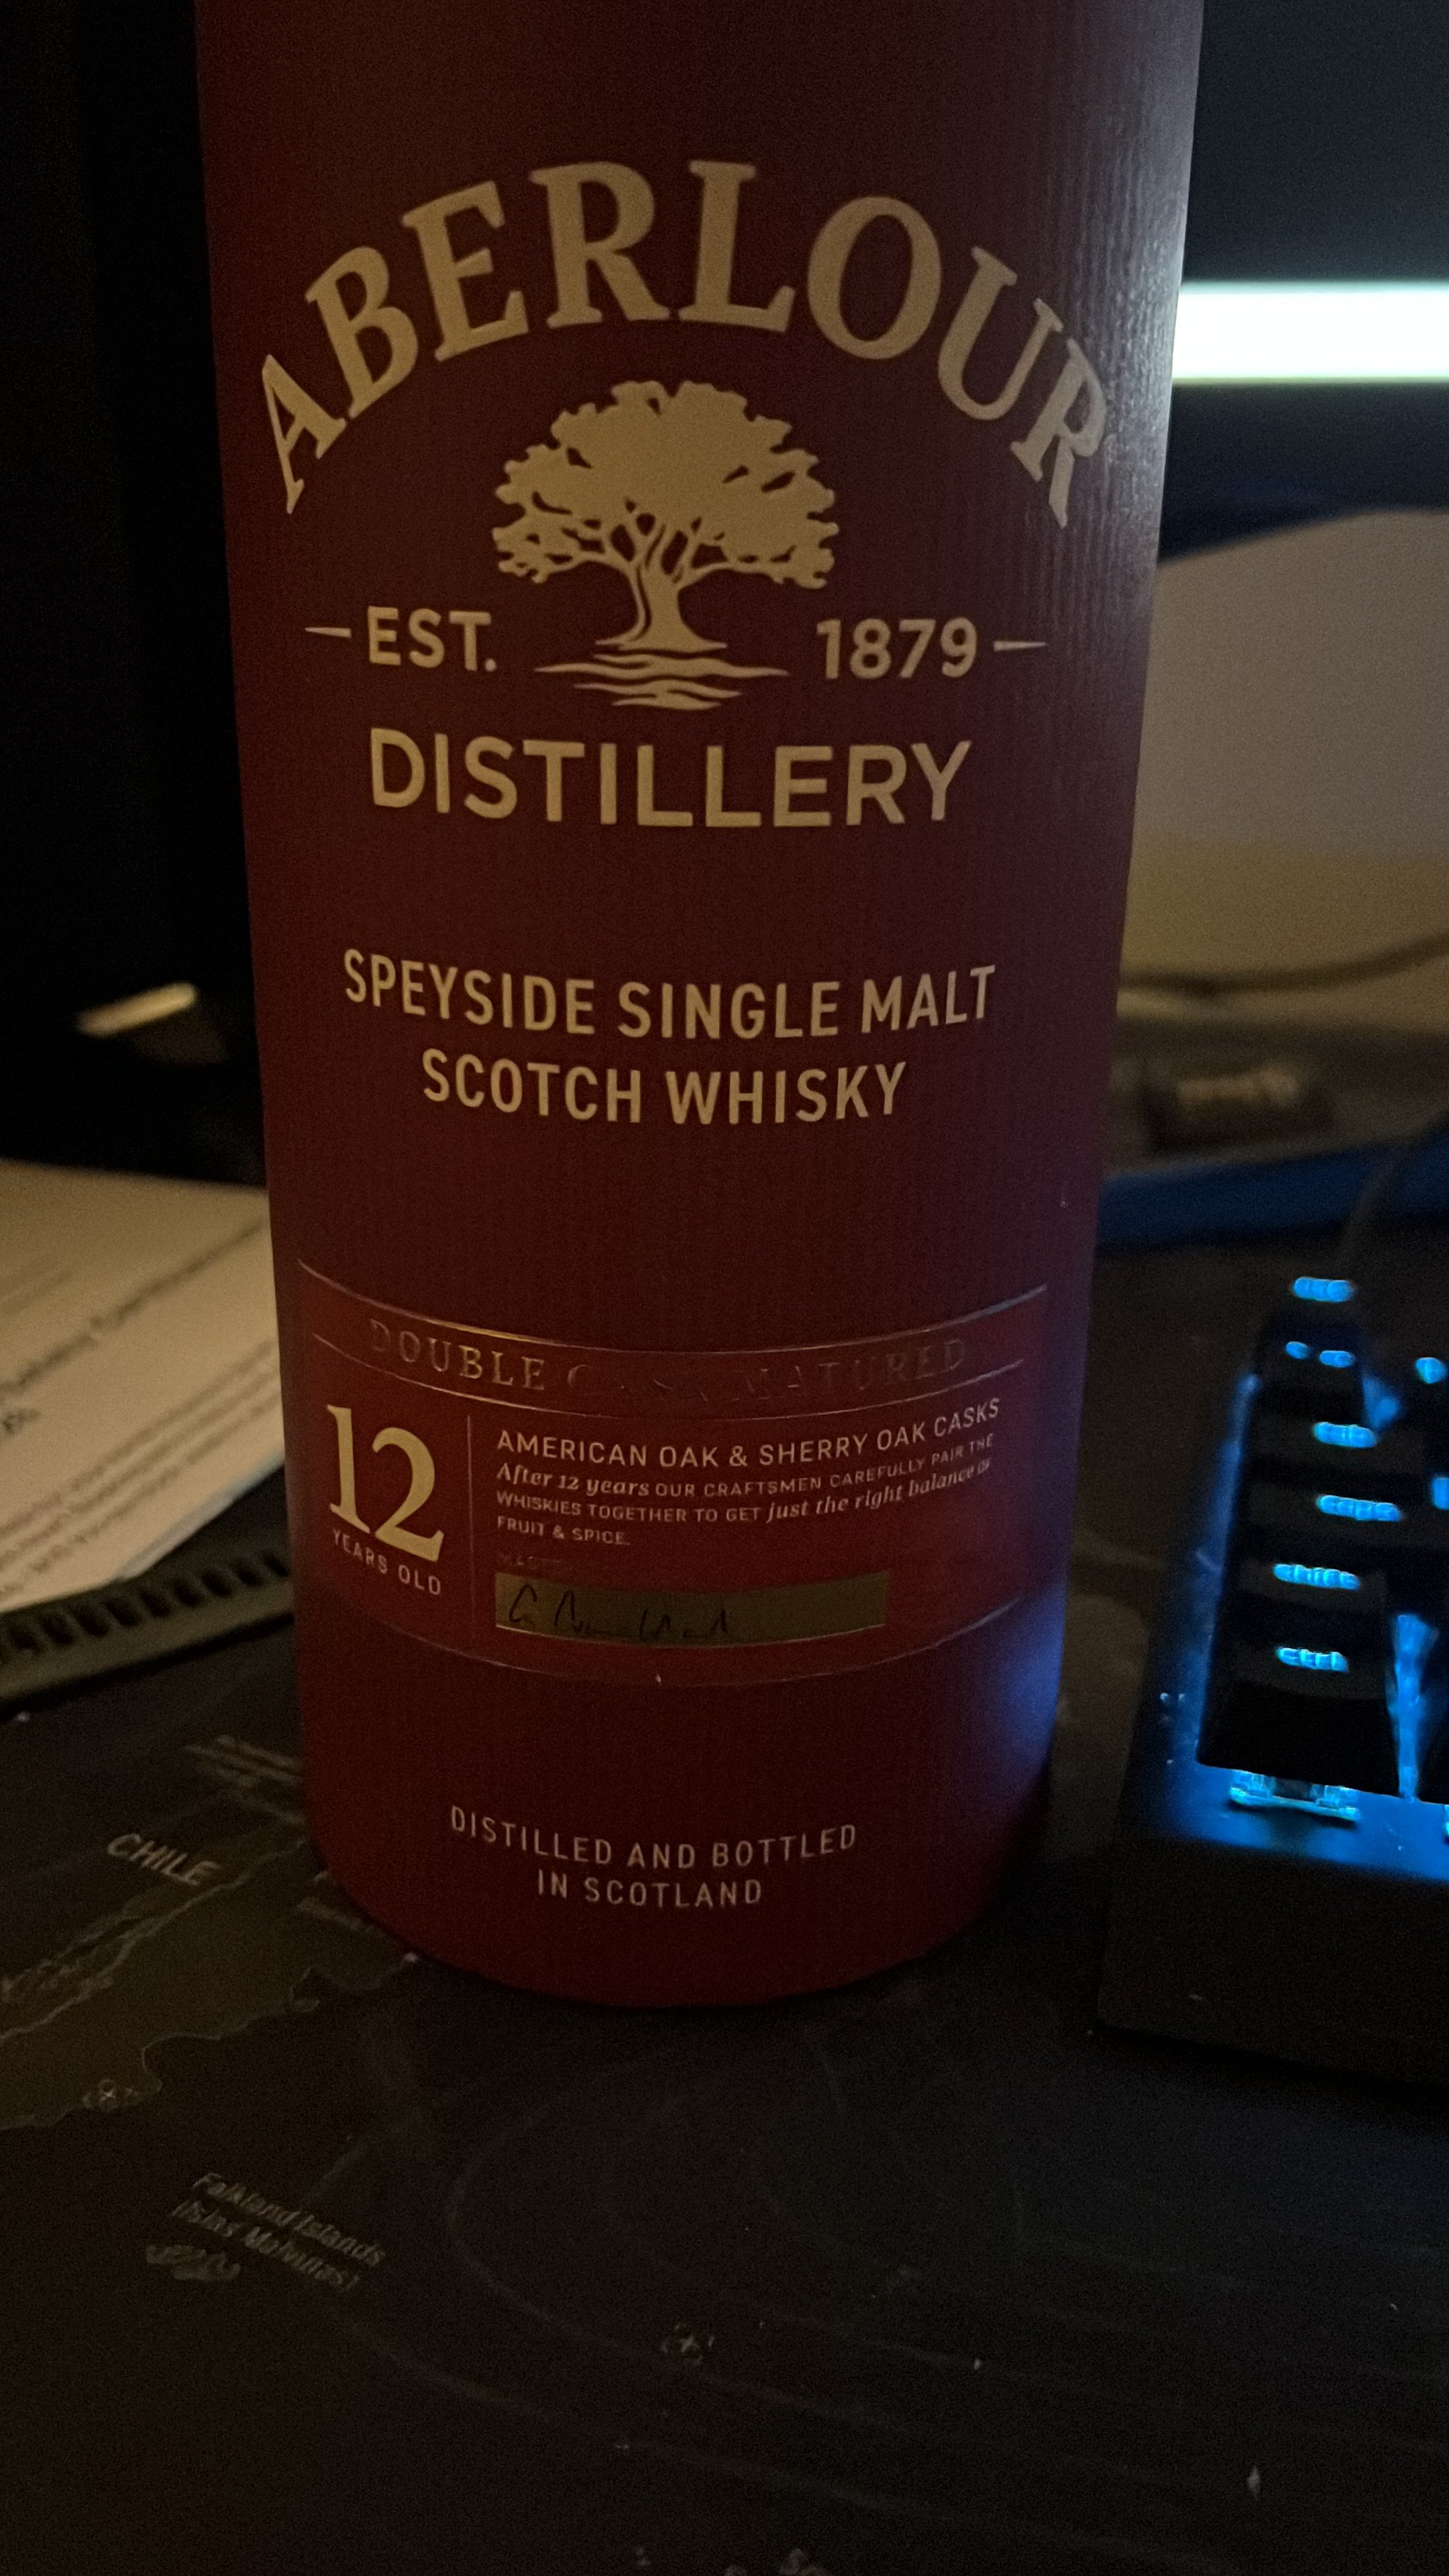 ABERLOUR
EST. 1879
DISTILLERY
SPEYSIDE SINGLE MALT
SCOTCH WHISKY
DOUBLE CASK MATURED
12
YEARS OLD
AMERICAN OAK & SHERRY OAK CASKS
After 12 years OUR CRAFTSMEN CAREFULLY PAIR THE
WHISKIES TOGETHER TO GET just the right balance OF
FRUIT & SPICE.
DISTILLED AND BOTTLED
IN SCOTLAND
CHILE
Falkland Islands
(Islas Malvinas)